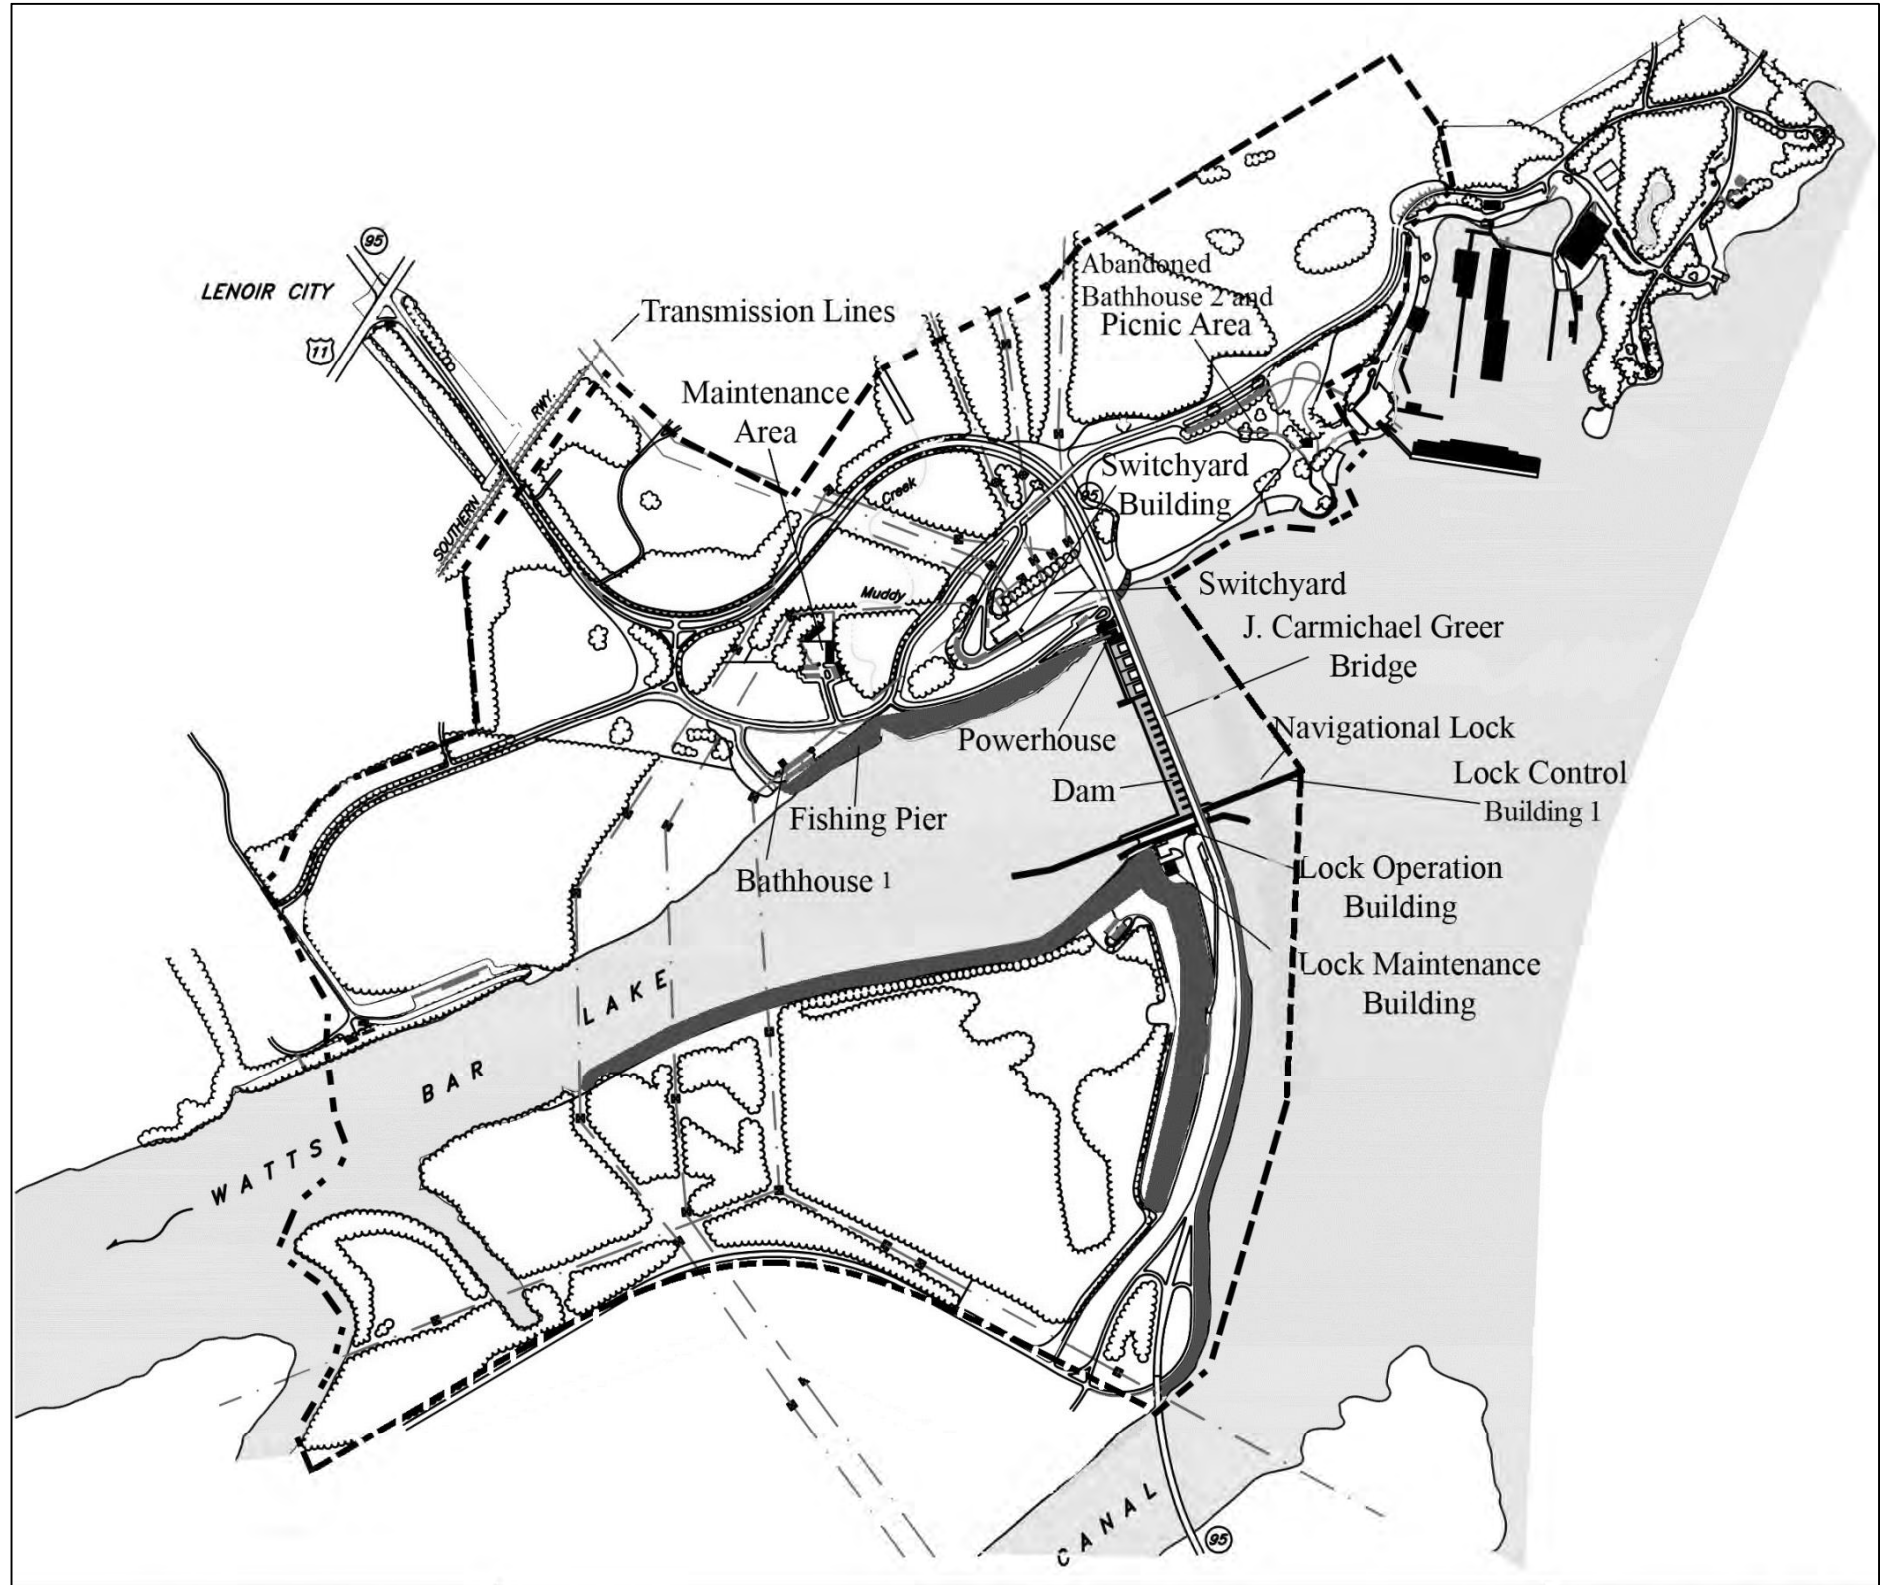 95
LENOIR CITY
11
Transmission Lines
Abandoned
Bathhouse 2 and
Picnic Area
Maintenance
Area
RWY.
SOUTHERN
Creek
Muddy
Switchyard
Building
95
Switchyard
J. Carmichael Greer
Bridge
Powerhouse
Navigational Lock
Dam
Lock Control
Building 1
Fishing Pier
Bathhouse 1
Lock Operation
Building
Lock Maintenance
Building
WATTS
BAR
LAKE
CANAL
95